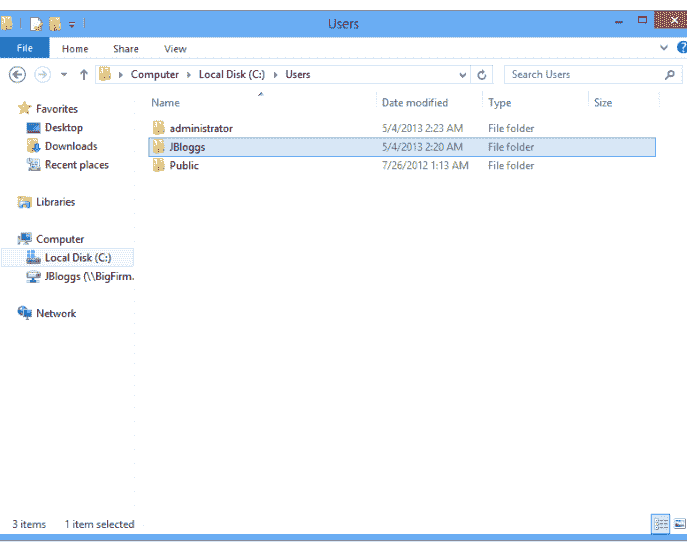 Users
File Home Share View
Computer Local Disk (C:) Users
Search Users
Name Date modified Type Size
Favorites
Desktop
Downloads
Recent places
Libraries
Computer
Local Disk (C:)
JBloggs (\\BigFirm.
Network
administrator 5/4/2013 2:23 AM File folder
JBloggs 5/4/2013 2:20 AM File folder
Public 7/26/2012 1:13 AM File folder
3 items 1 item selected